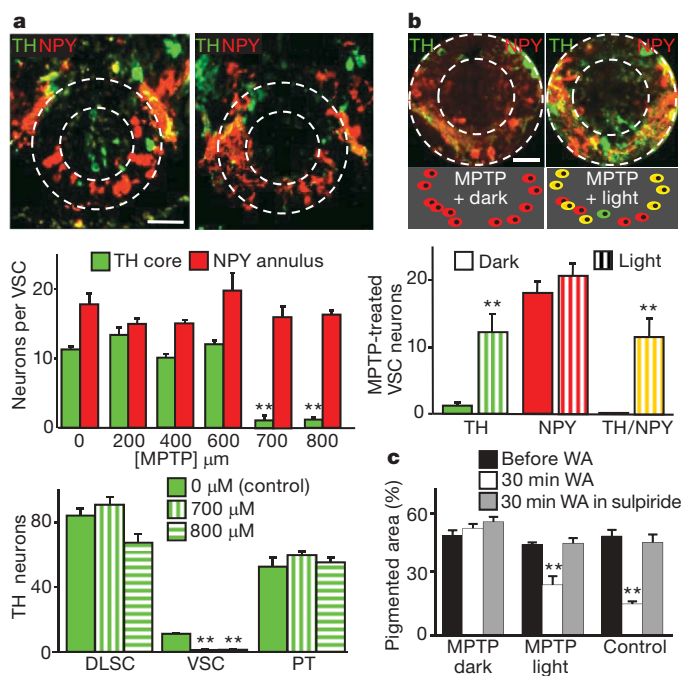 a
TH NPY
TH NPY
TH core
NPY annulus
Neurons per VSC
20
10
0
0 200 400 600 700 800
** **
[MPTP] μm
0 μM (control)
700 μM
800 μM
TH neurons
80
40
0
** **
DLSC VSC PT
b
TH NPY
TH NPY
MPTP + dark
MPTP + light
Dark
Light
MPTP-treated
VSC neurons
20
10
0
** **
TH NPY TH/NPY
c
Before WA
30 min WA
30 min WA in sulpiride
Pigmented area (%)
60
30
0
** **
MPTP dark
MPTP light
Control